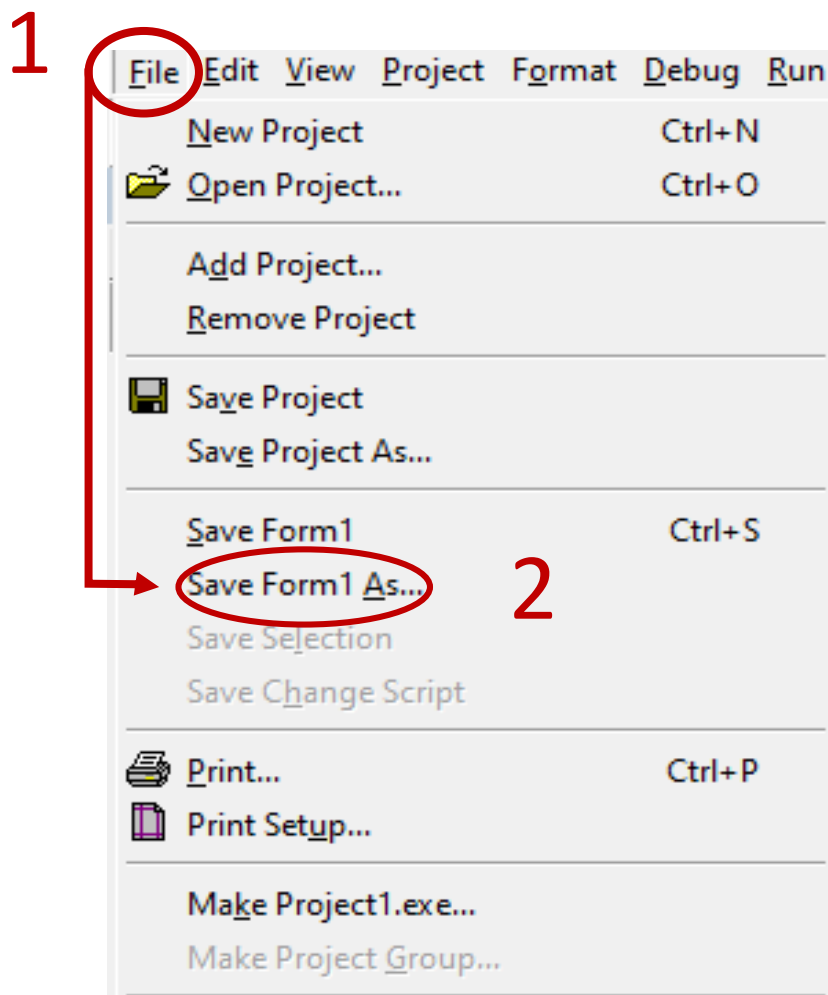 1
File Edit View Project Format Debug Run
New Project Ctrl+N
Open Project... Ctrl+O
Add Project...
Remove Project
Save Project
Save Project As...
Save Form1 Ctrl+S
Save Form1 As...
2
Save Selection
Save Change Script
Print... Ctrl+P
Print Setup...
Make Project1.exe...
Make Project Group...